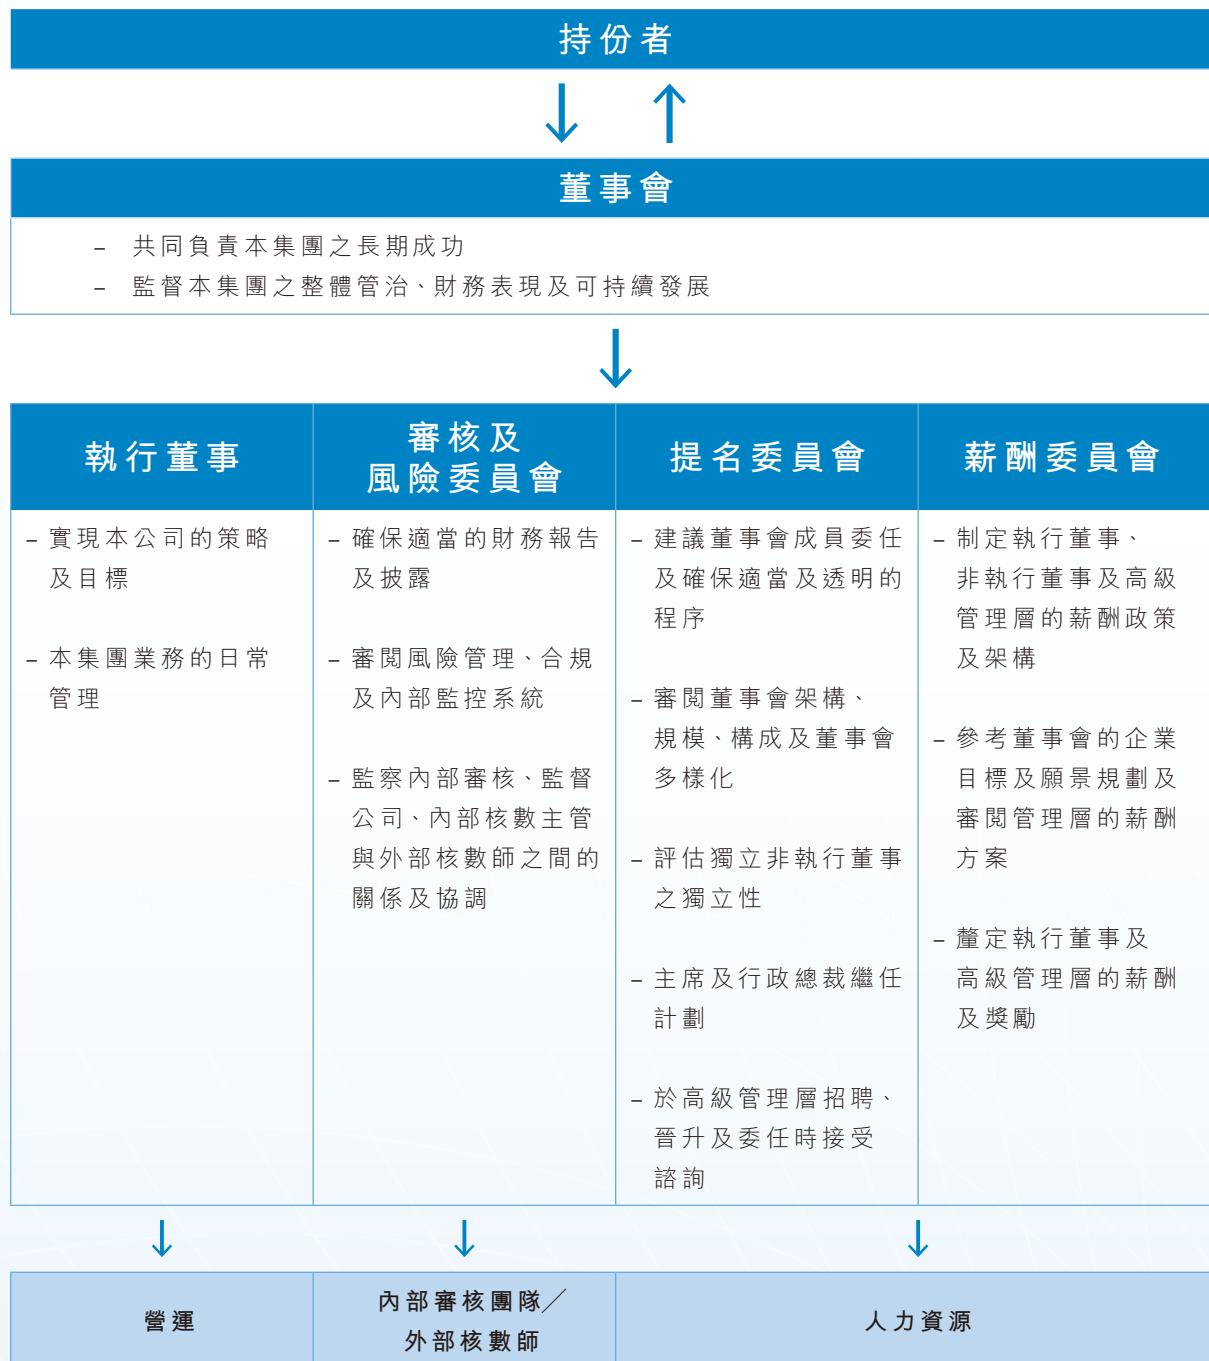 持份者
董事會
– 共同負責本集團之長期成功
– 監督本集團之整體管治、財務表現及可持續發展
執行董事
– 實現本公司的策略
及目標
– 本集團業務的日常
管理
審核及
風險委員會
– 確保適當的財務報告
及披露
– 審閱風險管理、合規
及內部監控系統
– 監察內部審核、監督
公司、內部核數主管
與外部核數師之間的
關係及協調
提名委員會
– 建議董事會成員委任
及確保適當及透明的
程序
– 審閱董事會架構、
規模、構成及董事會
多樣化
– 評估獨立非執行董事
之獨立性
– 主席及行政總裁繼任
計劃
– 於高級管理層招聘、
晉升及委任時接受
諮詢
薪酬委員會
– 制定執行董事、
非執行董事及高級
管理層的薪酬政策
及架構
– 參考董事會的企業
目標及願景規劃及
審閱管理層的薪酬
方案
– 釐定執行董事及
高級管理層的薪酬
及獎勵
營運
內部審核團隊╱
外部核數師
人力資源